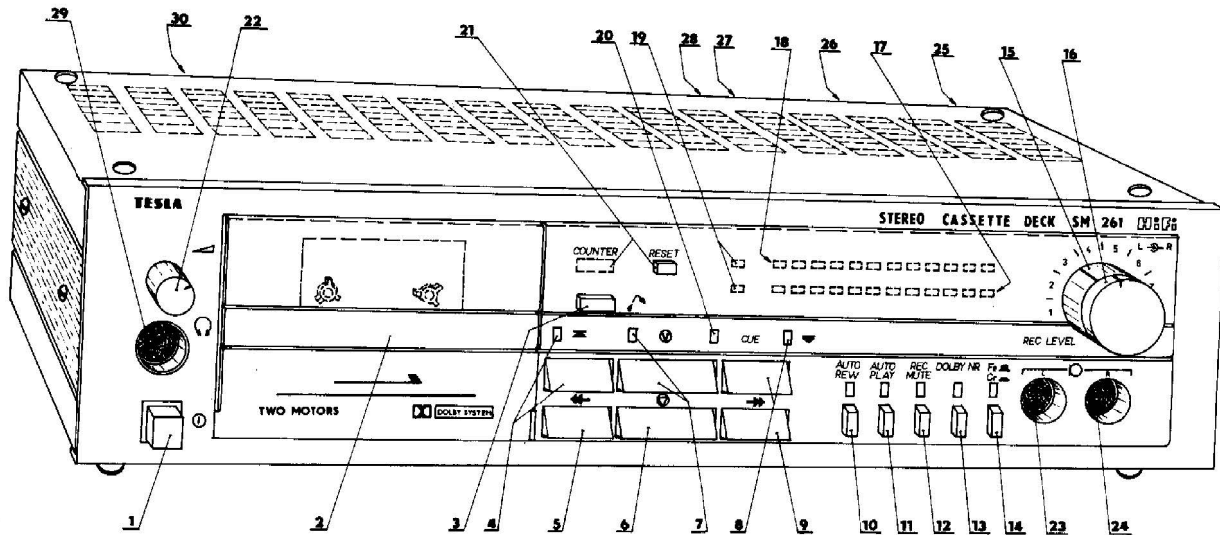 29 30 22 21 20 19 28 27 18 26 17 25 15 16
TESLA
STEREO CASSETTE DECK SM 261 HiFi
COUNTER RESET
1 2 3 4 5 6 7
L R
CUE
REC LEVEL
AUTO REW
AUTO PLAY
REC MUTE
DOLBY NR
Fe
Cr
L R
TWO MOTORS
DOLBY SYSTEM
1 2 3 4 5 6 7 8 9 10 11 12 13 14 23 24